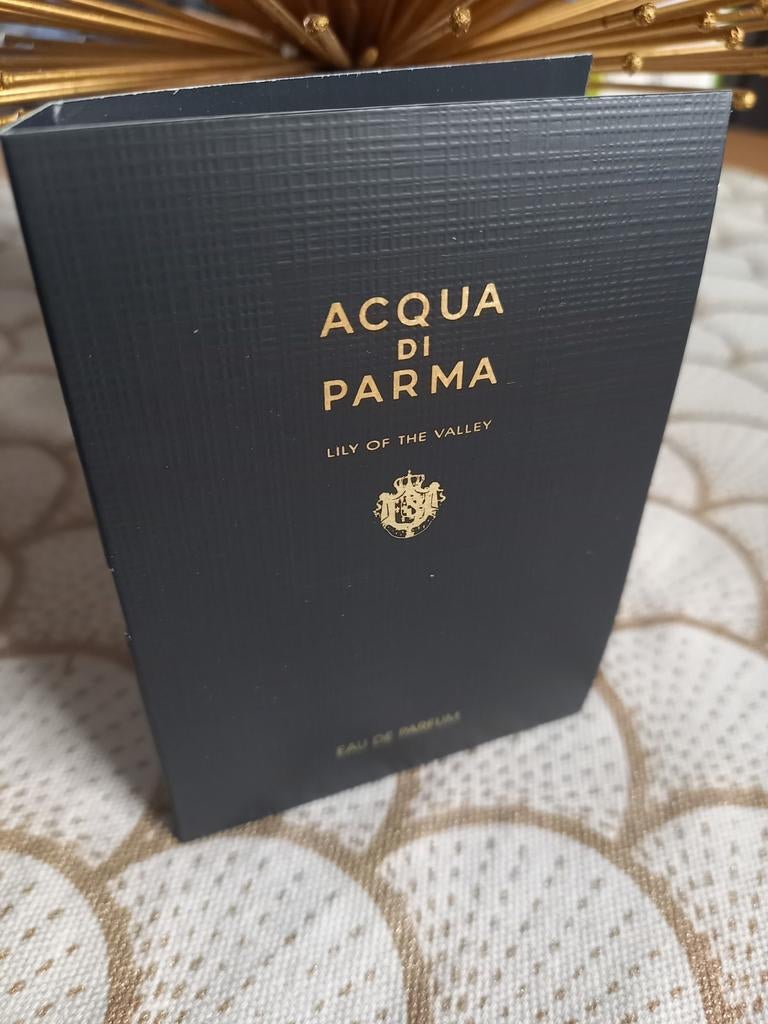 ACQUA
DI
PARMA
LILY OF THE VALLEY
EAU DE PARFUM